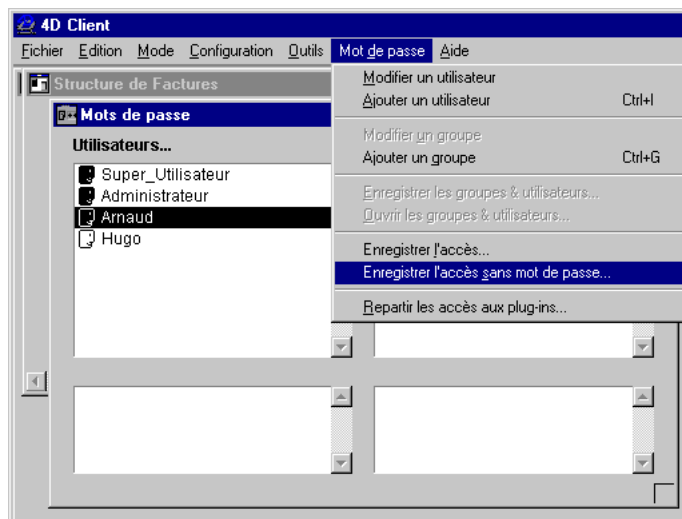 4D Client
Fichier Edition Mode Configuration Outils Mot de passe Aide
Structure de Factures
Mots de passe
Utilisateurs...
Super_Utilisateur
Administrateur
Arnaud
Hugo
Modifier un utilisateur
Ajouter un utilisateur Ctrl+I
Modifier un groupe
Ajouter un groupe Ctrl+G
Enregistrer les groupes & utilisateurs...
Ouvrir les groupes & utilisateurs...
Enregistrer l'accès...
Enregistrer l'accès sans mot de passe...
Repartir les accès aux plug-ins...